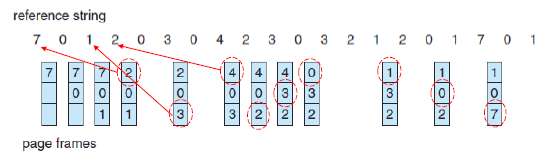 reference string
7 0 1 2 0 3 0 4 2 3 0 3 2 1 2 0 1 7 0 1
7 7 7 2 2 4 4 4 0 1 1 1
0 0 0 0 0 0 3 3 3 0 0
1 1 3 3 2 2 2 2 2 7
page frames